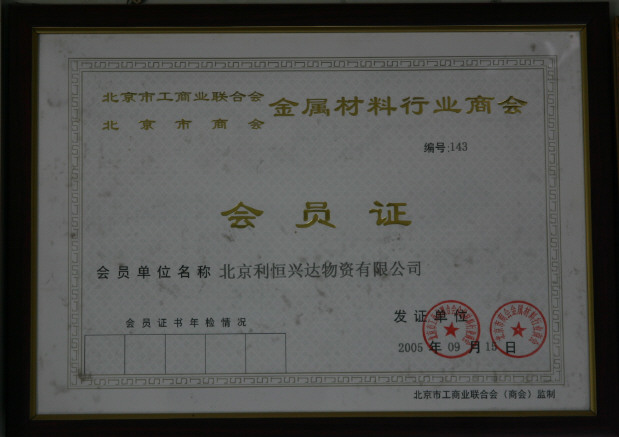 北京市工商业联合会
北京市商会
金属材料行业商会
编号:143
会员证
会员单位名称 北京利恒兴达物资有限公司
会员证书年检情况
发证单位
2005 年 09 月 15 日
北京市工商业联合会（商会）监制